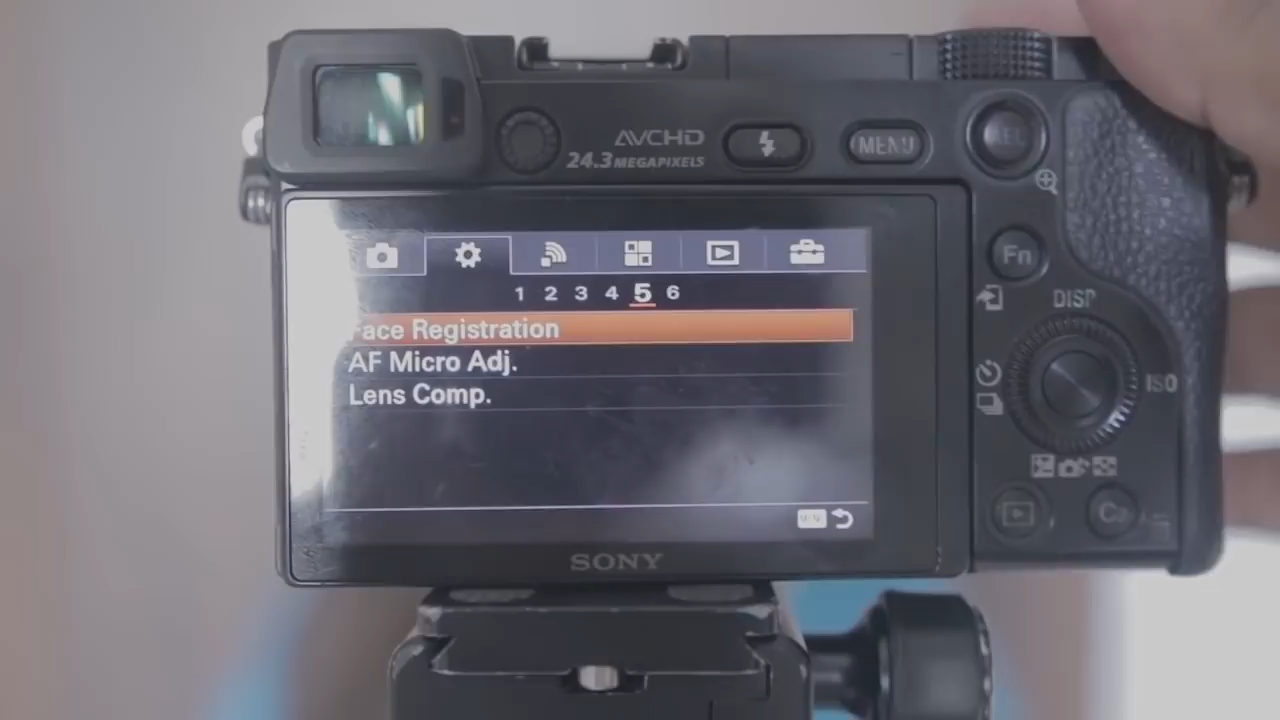 AVCHD
24.3 MEGAPIXELS
MENU
AEL
Fn
DISP
ISO
1 2 3 4 5 6
Face Registration
AF Micro Adj.
Lens Comp.
SONY